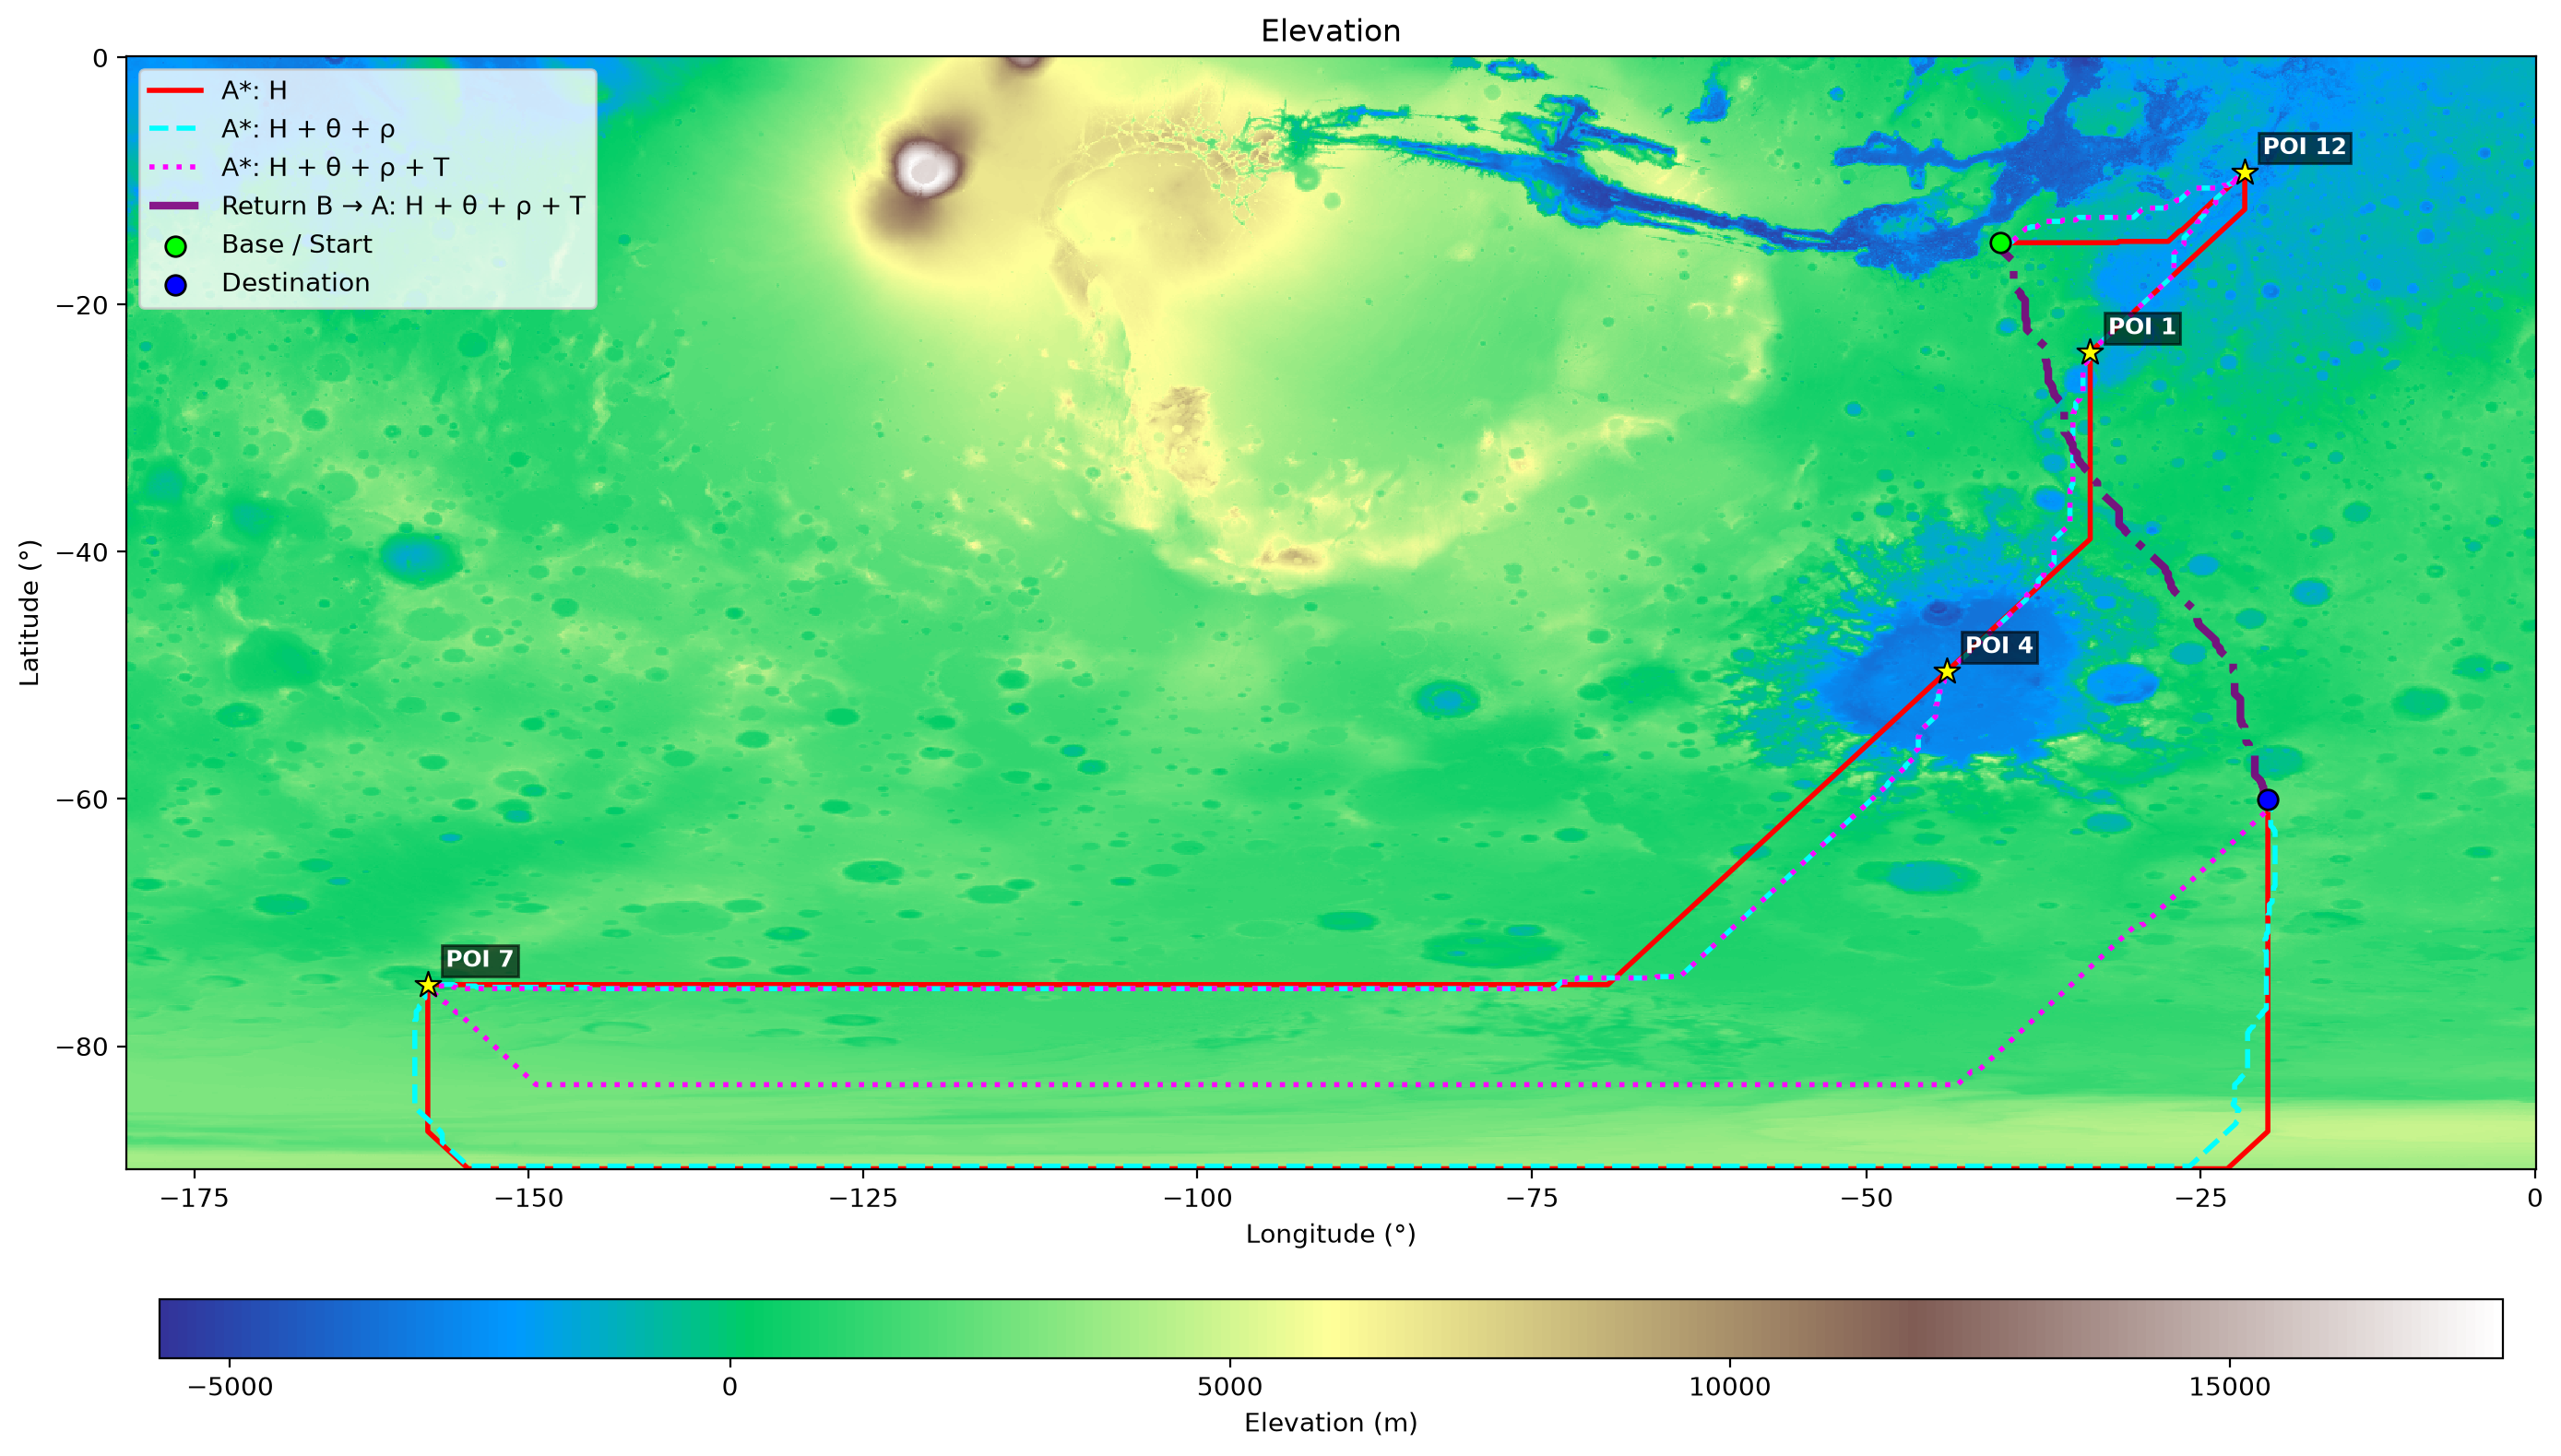 Elevation
0
−20
−40
−60
−80
Latitude (°)
A*: H
A*: H + θ + ρ
A*: H + θ + ρ + T
Return B → A: H + θ + ρ + T
Base / Start
Destination
POI 12
POI 1
POI 4
POI 7
−175
−150
−125
−100
−75
−50
−25
0
Longitude (°)
−5000
0
5000
10000
15000
Elevation (m)